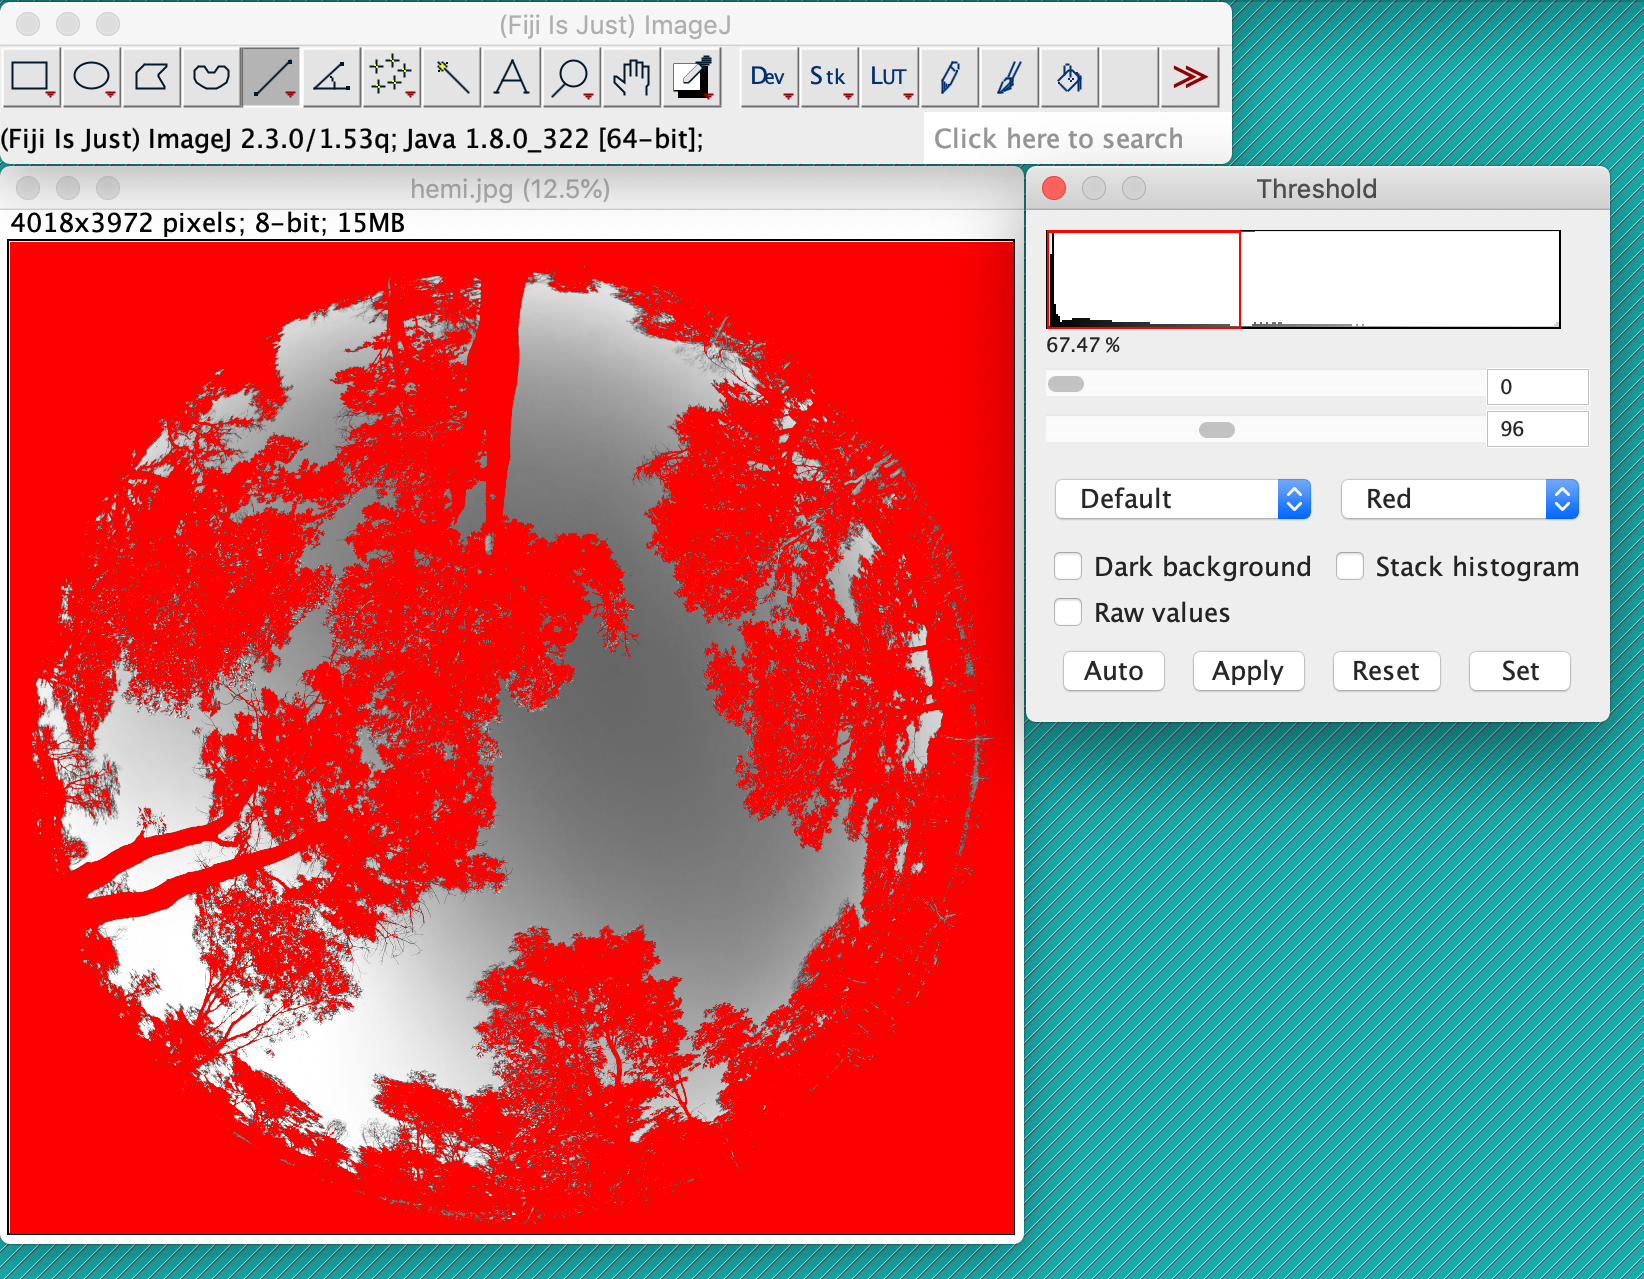 (Fiji Is Just) ImageJ
Dev Stk LUT
(Fiji Is Just) ImageJ 2.3.0/1.53q; Java 1.8.0_322 [64-bit];
Click here to search
hemi.jpg (12.5%)
4018x3972 pixels; 8-bit; 15MB
Threshold
67.47 %
0
96
Default Red
Dark background Stack histogram
Raw values
Auto Apply Reset Set